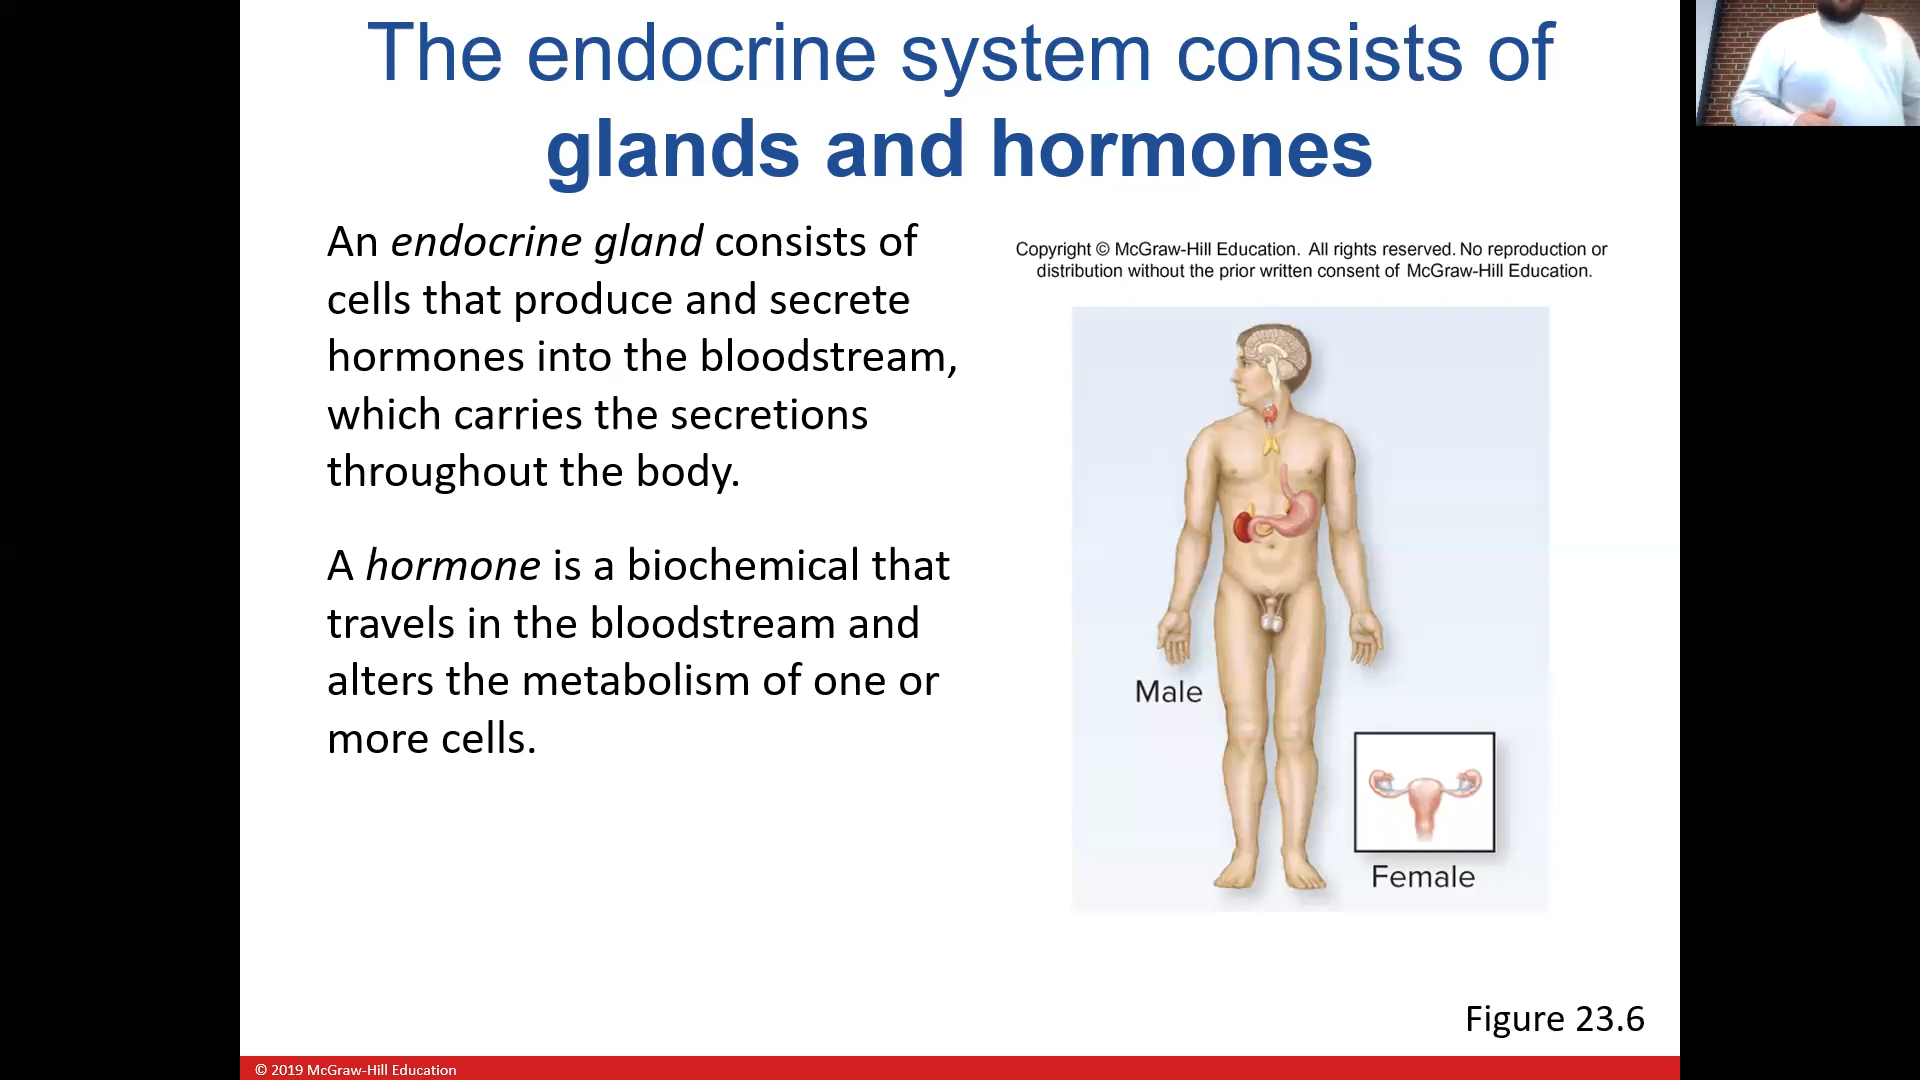 The endocrine system consists of
glands and hormones
An endocrine gland consists of
cells that produce and secrete
hormones into the bloodstream,
which carries the secretions
throughout the body.
A hormone is a biochemical that
travels in the bloodstream and
alters the metabolism of one or
more cells.
Copyright © McGraw-Hill Education. All rights reserved. No reproduction or
distribution without the prior written consent of McGraw-Hill Education.
Male
Female
Figure 23.6
© 2019 McGraw-Hill Education